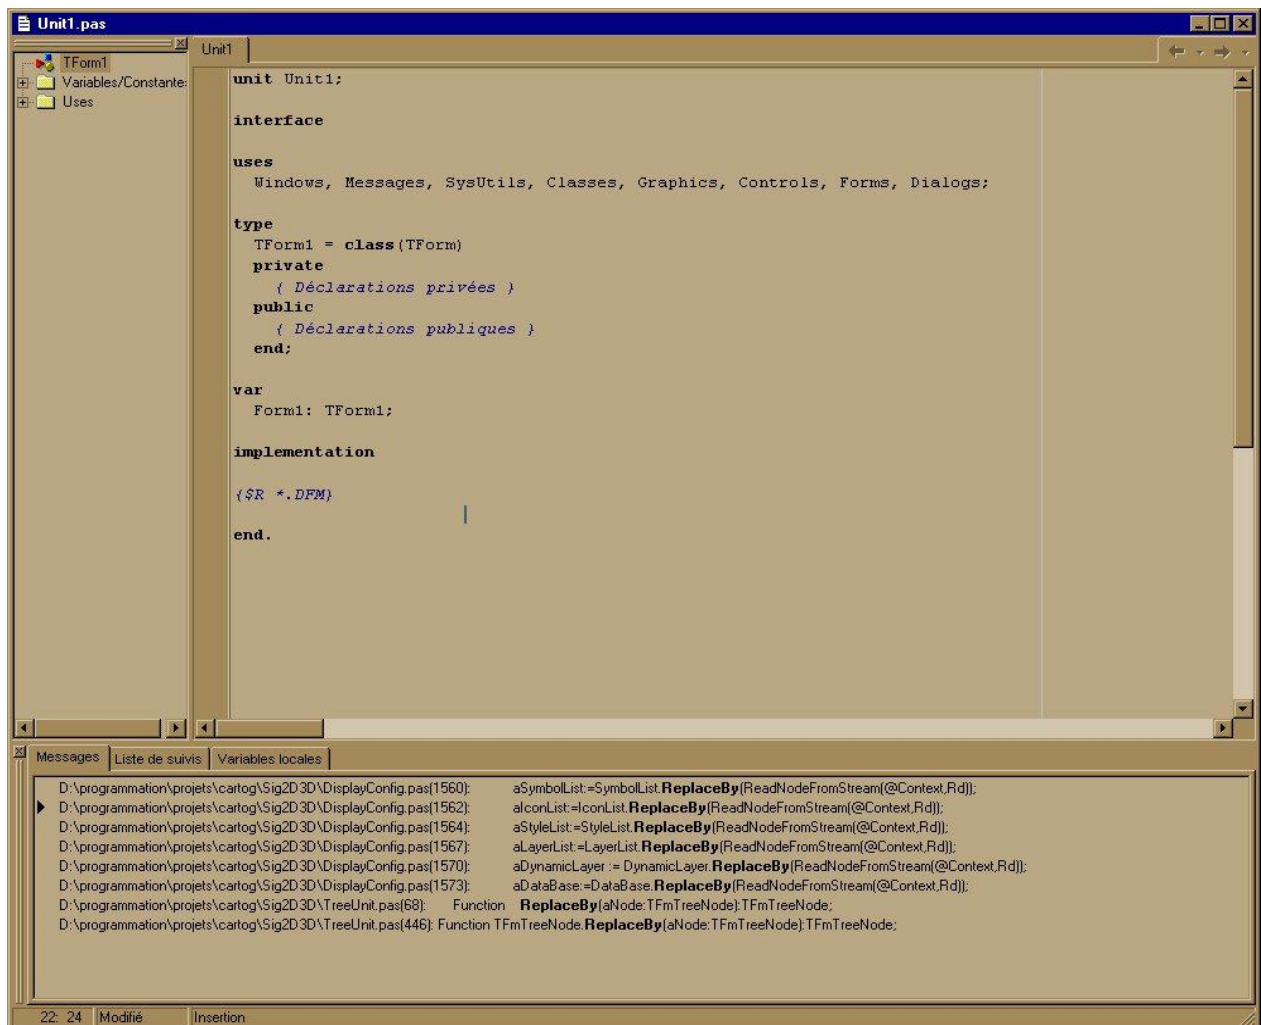 Unit1.pas
TForm1
Variables/Constante
Uses
Unit1
unit Unit1;
interface
uses
Windows, Messages, SysUtils, Classes, Graphics, Controls, Forms, Dialogs;
type
TForm1 = class(TForm)
private
{ Déclarations privées }
public
{ Déclarations publiques }
end;
var
Form1: TForm1;
implementation
{$R *.DFM}
end.
Messages Liste de suivis Variables locales
D:\programmation\projets\cartog\Sig2D3D\DisplayConfig.pas(1560): aSymbolList:=SymbolList.ReplaceBy(ReadNodeFromStream(@Context,Rd));
D:\programmation\projets\cartog\Sig2D3D\DisplayConfig.pas(1562): aIconList:=IconList.ReplaceBy(ReadNodeFromStream(@Context,Rd));
D:\programmation\projets\cartog\Sig2D3D\DisplayConfig.pas(1564): aStyleList:=StyleList.ReplaceBy(ReadNodeFromStream(@Context,Rd));
D:\programmation\projets\cartog\Sig2D3D\DisplayConfig.pas(1567): aLayerList:=LayerList.ReplaceBy(ReadNodeFromStream(@Context,Rd));
D:\programmation\projets\cartog\Sig2D3D\DisplayConfig.pas(1570): aDynamicLayer := DynamicLayer.ReplaceBy(ReadNodeFromStream(@Context,Rd));
D:\programmation\projets\cartog\Sig2D3D\DisplayConfig.pas(1573): aDataBase:=DataBase.ReplaceBy(ReadNodeFromStream(@Context,Rd));
D:\programmation\projets\cartog\Sig2D3D\TreeUnit.pas(68): Function ReplaceBy(aNode:TFmTreeNode):TFmTreeNode;
D:\programmation\projets\cartog\Sig2D3D\TreeUnit.pas(446): Function TFmTreeNode.ReplaceBy(aNode:TFmTreeNode):TFmTreeNode;
22: 24 Modifié Insertion